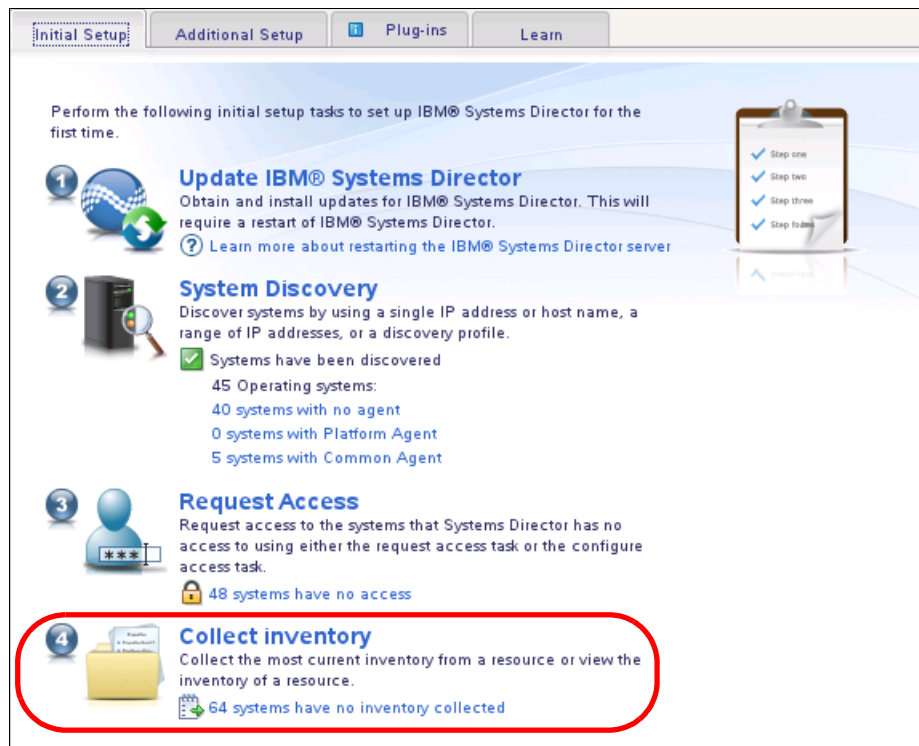 Initial Setup
Additional Setup
Plug-ins
Learn
Perform the following initial setup tasks to set up IBM® Systems Director for the
first time.
Step one
Step two
Step three
Step
1
Update IBM® Systems Director
Obtain and install updates for IBM® Systems Director. This will
require a restart of IBM® Systems Director.
? Learn more about restarting the IBM® Systems Director server
2
System Discovery
Discover systems by using a single IP address or host name, a
range of IP addresses, or a discovery profile.
Systems have been discovered
45 Operating systems:
40 systems with no agent
0 systems with Platform Agent
5 systems with Common Agent
3
***
Request Access
Request access to the systems that Systems Director has no
access to using either the request access task or the configure
access task.
48 systems have no access
4
Collect inventory
Collect the most current inventory from a resource or view the
inventory of a resource.
64 systems have no inventory collected